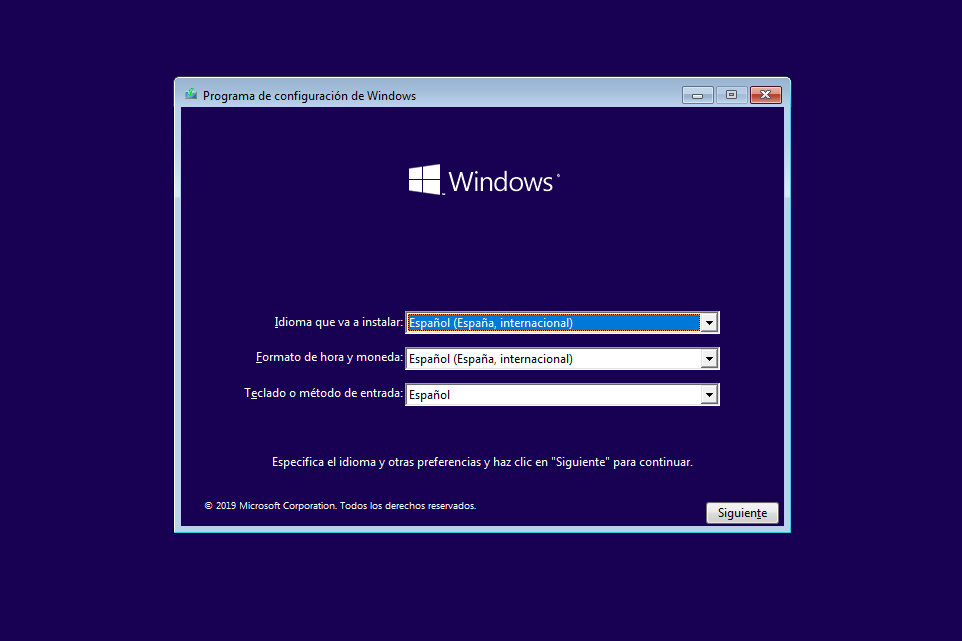 Programa de configuración de Windows
Windows
Idioma que va a instalar: Español (España, internacional)
Formato de hora y moneda: Español (España, internacional)
Teclado o método de entrada: Español
Especifica el idioma y otras preferencias y haz clic en "Siguiente" para continuar.
© 2019 Microsoft Corporation. Todos los derechos reservados.
Siguiente